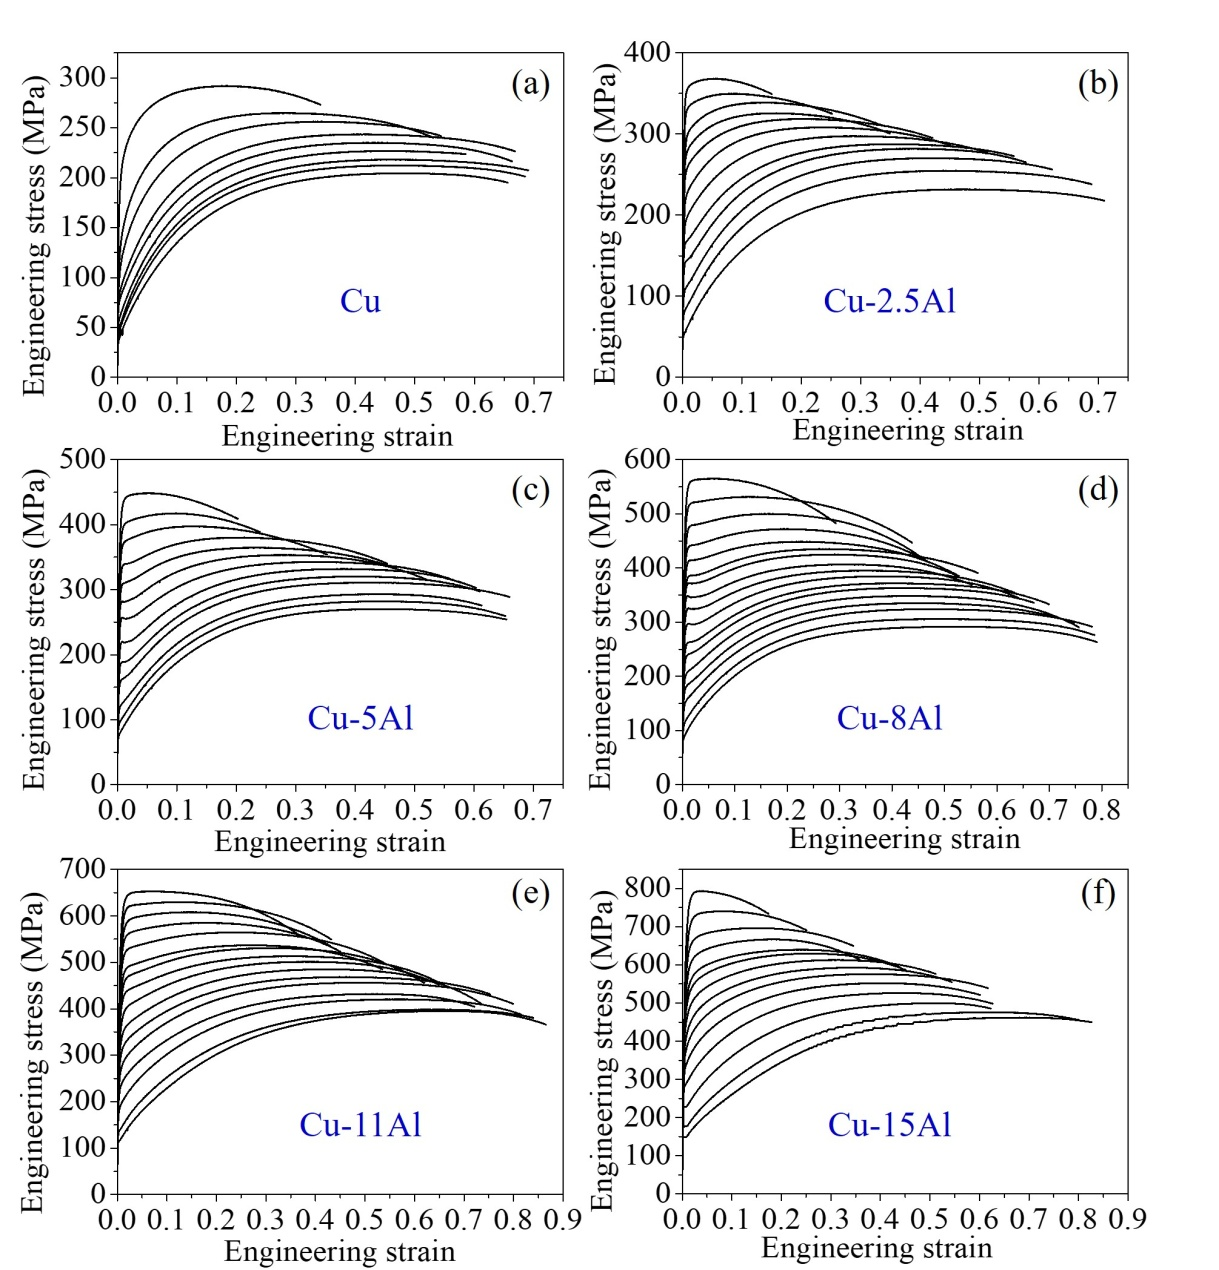 (a)
Engineering stress (MPa)
300
250
200
150
100
50
0
Cu
0.0 0.1 0.2 0.3 0.4 0.5 0.6 0.7
Engineering strain
(b)
Engineering stress (MPa)
400
300
200
100
0
Cu-2.5Al
0.0 0.1 0.2 0.3 0.4 0.5 0.6 0.7
Engineering strain
(c)
Engineering stress (MPa)
500
400
300
200
100
0
Cu-5Al
0.0 0.1 0.2 0.3 0.4 0.5 0.6 0.7
Engineering strain
(d)
Engineering stress (MPa)
600
500
400
300
200
100
0
Cu-8Al
0.0 0.1 0.2 0.3 0.4 0.5 0.6 0.7 0.8
Engineering strain
(e)
Engineering stress (MPa)
700
600
500
400
300
200
100
0
Cu-11Al
0.0 0.1 0.2 0.3 0.4 0.5 0.6 0.7 0.8 0.9
Engineering strain
(f)
Engineering stress (MPa)
800
700
600
500
400
300
200
100
0
Cu-15Al
0.0 0.1 0.2 0.3 0.4 0.5 0.6 0.7 0.8 0.9
Engineering strain